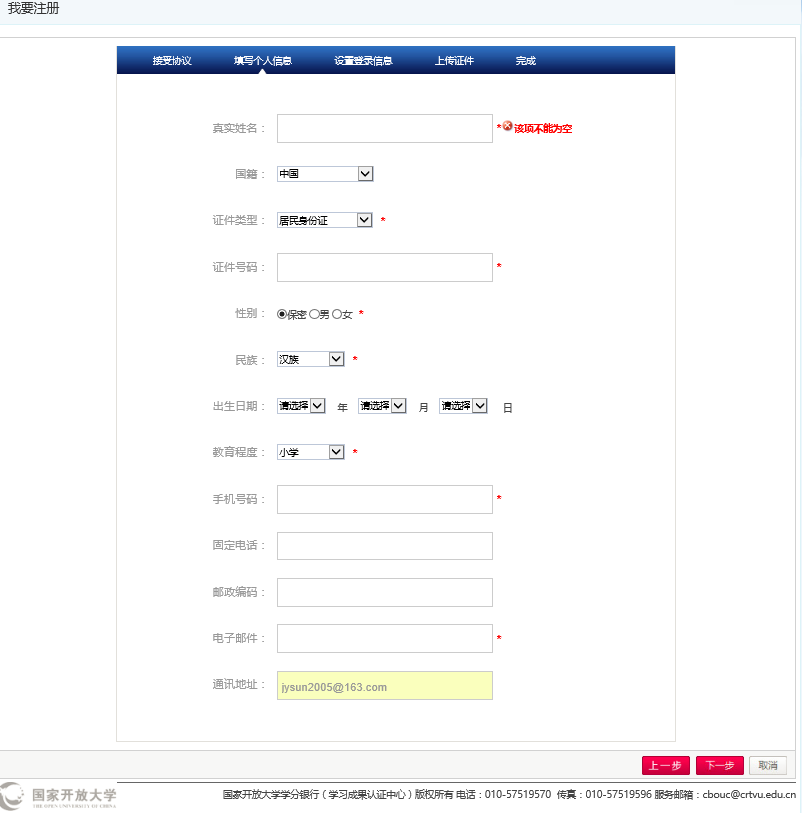 我要注册
接受协议 填写个人信息 设置登录信息 上传证件 完成
真实姓名： * 该项不能为空
国籍： 中国
证件类型： 居民身份证 *
证件号码： *
性别： 保密 男 女 *
民族： 汉族 *
出生日期： 请选择 年 请选择 月 请选择 日
教育程度： 小学 *
手机号码： *
固定电话：
邮政编码：
电子邮件： *
通讯地址： jysun2005@163.com
上一步 下一步 取消
国家开放大学
THE OPEN UNIVERSITY OF CHINA
国家开放大学学分银行（学习成果认证中心）版权所有 电话：010-57519570 传真：010-57519596 服务邮箱：cbouc@crtvu.edu.cn